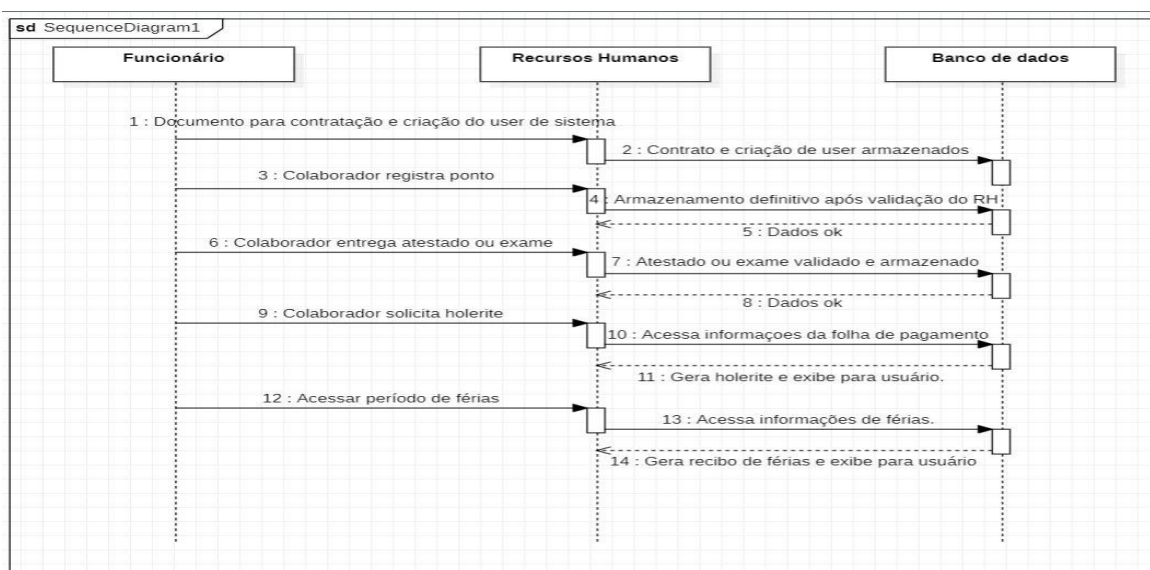 sd SequenceDiagram1
Funcionário
Recursos Humanos
Banco de dados
1 : Documento para contratação e criação do user de sistema
2 : Contrato e criação de user armazenados
3 : Colaborador registra ponto
4 : Armazenamento definitivo após validação do RH
5 : Dados ok
6 : Colaborador entrega atestado ou exame
7 : Atestado ou exame validado e armazenado
8 : Dados ok
9 : Colaborador solicita holerite
10 : Acessa informaçoes da folha de pagamento
11 : Gera holerite e exibe para usuário.
12 : Acessar período de férias
13 : Acessa informações de férias.
14 : Gera recibo de férias e exibe para usuário